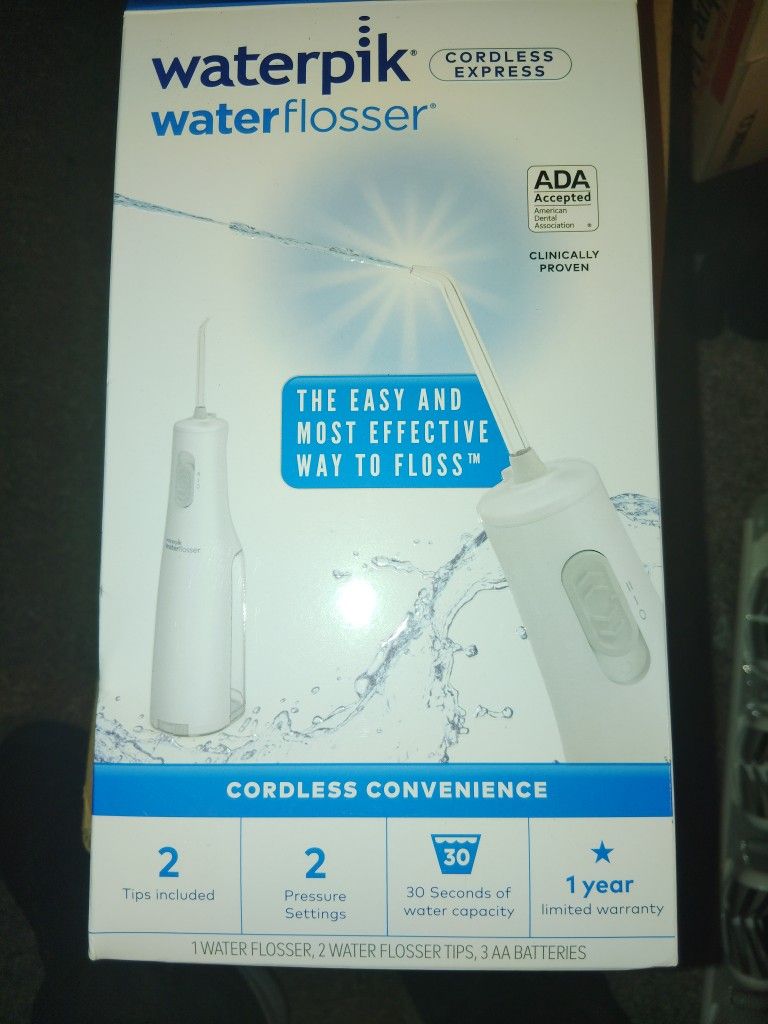 waterpik® CORDLESS EXPRESS
waterflosser®
ADA
Accepted
American
Dental
Association ®
CLINICALLY
PROVEN
THE EASY AND
MOST EFFECTIVE
WAY TO FLOSS™
waterflosser
CORDLESS CONVENIENCE
2
Tips included
2
Pressure
Settings
30
30 Seconds of
water capacity
1 year
limited warranty
1 WATER FLOSSER, 2 WATER FLOSSER TIPS, 3 AA BATTERIES